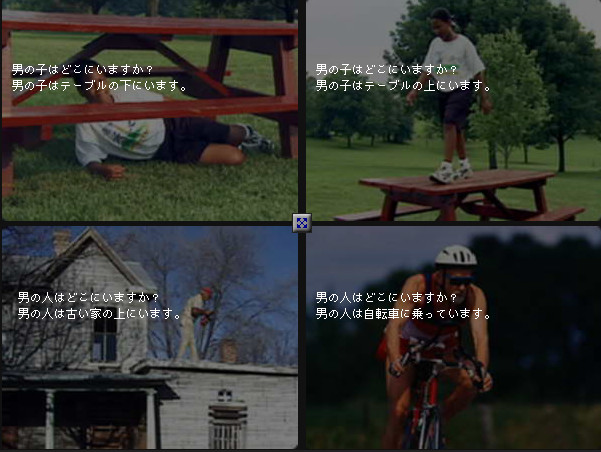 男の子はどこにいますか？
男の子はテーブルの下にいます。
男の子はどこにいますか？
男の子はテーブルの上にいます。
男の人はどこにいますか？
男の人は古い家の上にいます。
男の人はどこにいますか？
男の人は自転車に乗っています。